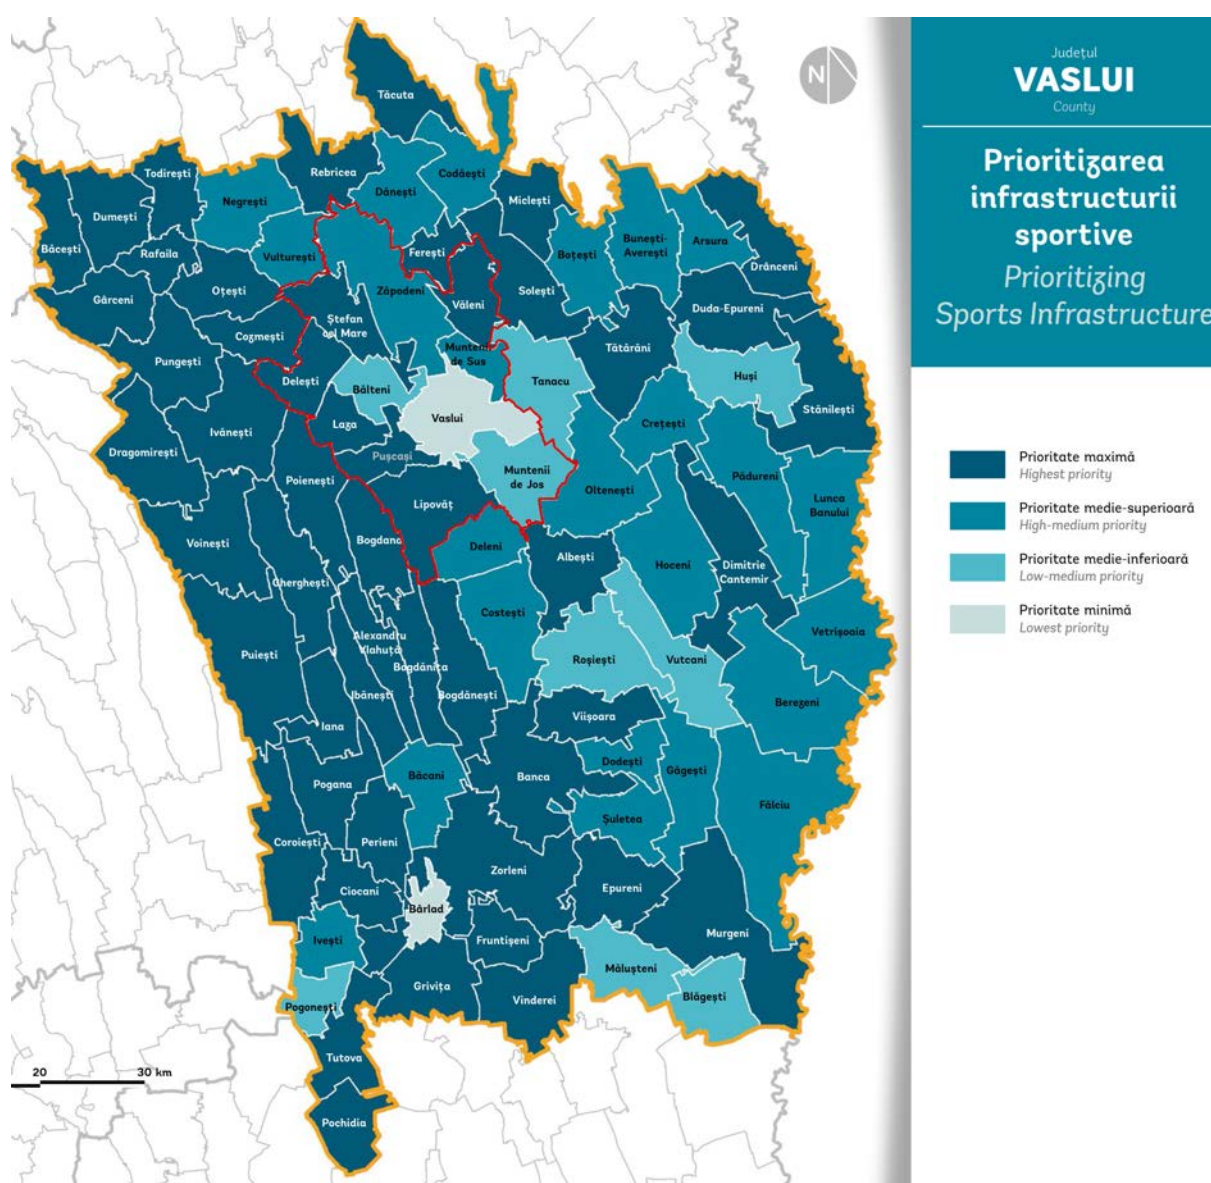 Județul
VASLUI
County
Prioritizarea
infrastructurii
sportive
Prioritizing
Sports Infrastructure
Prioritate maximă
Highest priority
Prioritate medie-superioară
High-medium priority
Prioritate medie-inferioară
Low-medium priority
Prioritate minimă
Lowest priority
N
Tăcuta
Todirești
Rebricea
Codăești
Dănești
Negrești
Miclești
Dumești
Băcești
Rafaila
Vulturești
Ferești
Boțești
Bunești-
Averești
Arsura
Drânceni
Gârceni
Oțești
Zăpodeni
Solești
Văleni
Duda-Epureni
Cozmești
Ștefan
cel Mare
Muntenii
de Sus
Tătărăni
Pungești
Delești
Bălteni
Tanacu
Huși
Stănilești
Vaslui
Laza
Crețești
Ivănești
Dragomirești
Pușcași
Muntenii
de Jos
Poienești
Oltenești
Pădureni
Lunca
Banului
Lipovăț
Voinești
Bogdana
Deleni
Albești
Hoceni
Dimitrie
Cantemir
Gherghești
Costești
Alexandru
Vlahuță
Vetrișoaia
Puiești
Bogdănița
Roșiești
Vutcani
Ibănești
Bogdănești
Berezeni
Iana
Viișoara
Dodești
Găgești
Băcani
Banca
Pogana
Fălciu
Șuletea
Coroiești
Perieni
Zorleni
Ciocani
Epureni
Bârlad
Murgeni
Ivești
Fruntișeni
Mălușteni
Grivița
Vinderei
Blăgești
Pogonești
Tutova
20
30 km
Pochidia